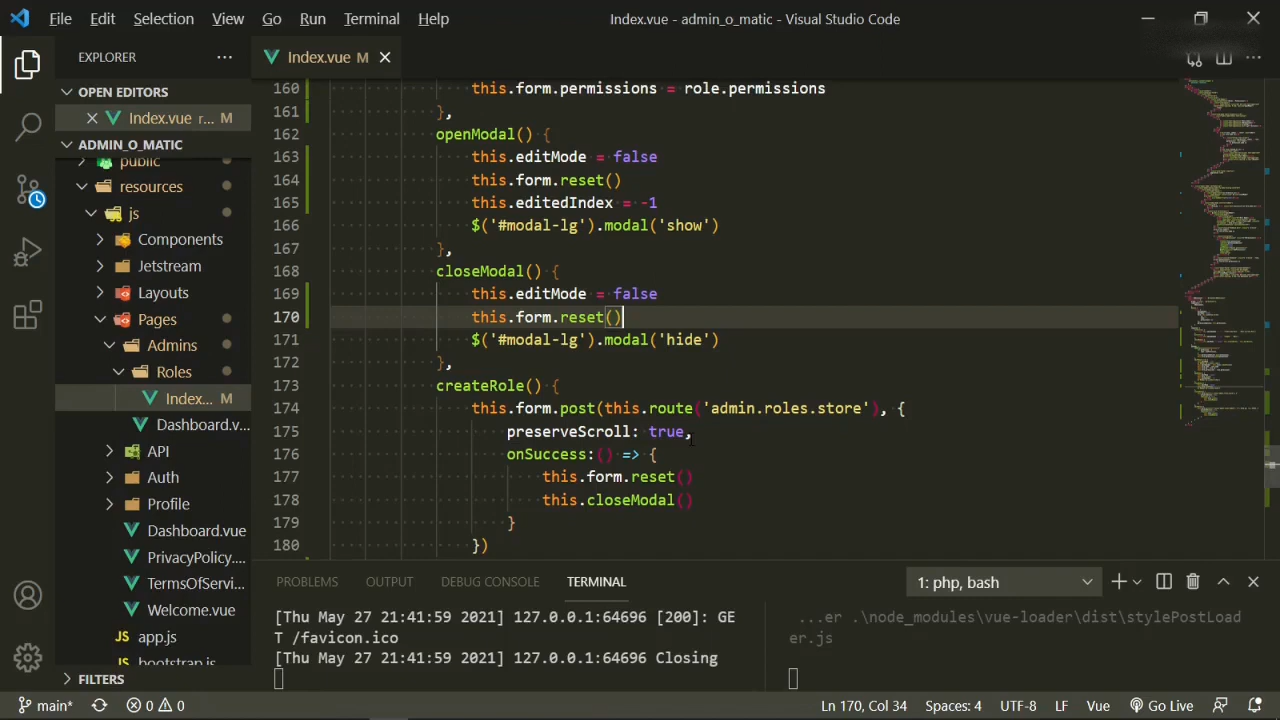 File Edit Selection View Go Run Terminal Help Index.vue - admin_o_matic - Visual Studio Code
EXPLORER ··· Index.vue M
OPEN EDITORS
Index.vue r... M
ADMIN_O_MATIC
public
resources
js
Components
Jetstream
Layouts
Pages
Admins
Roles
Index... M
Dashboard.v...
API
Auth
Profile
Dashboard.vue
PrivacyPolicy....
TermsOfServi...
Welcome.vue
app.js
bootstrap.js
FILTERS
160 this.form.permissions = role.permissions
161 },
162 openModal() {
163 this.editMode = false
164 this.form.reset()
165 this.editedIndex = -1
166 $('#modal-lg').modal('show')
167 },
168 closeModal() {
169 this.editMode = false
170 this.form.reset()
171 $('#modal-lg').modal('hide')
172 },
173 createRole() {
174 this.form.post(this.route('admin.roles.store'), {
175 preserveScroll: true,
176 onSuccess:() => {
177 this.form.reset()
178 this.closeModal()
179 }
180 })
PROBLEMS OUTPUT DEBUG CONSOLE TERMINAL 1: php, bash
[Thu May 27 21:41:59 2021] 127.0.0.1:64696 [200]: GE
T /favicon.ico
[Thu May 27 21:41:59 2021] 127.0.0.1:64696 Closing
...er .\node_modules\vue-loader\dist\stylePostLoad
er.js
main* 0 0 Ln 170, Col 34 Spaces: 4 UTF-8 LF Vue Go Live